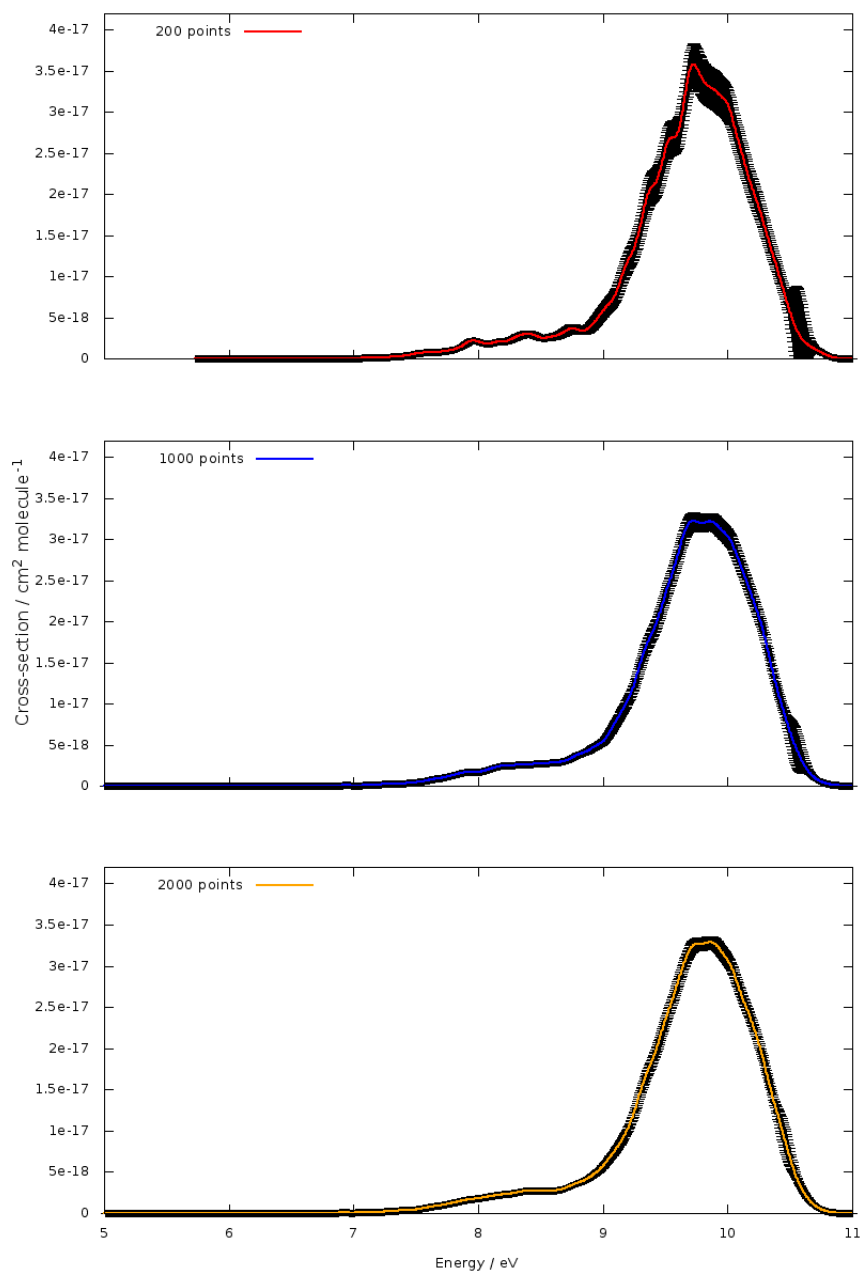 4e-17
200 points
3.5e-17
3e-17
2.5e-17
2e-17
1.5e-17
1e-17
5e-18
0
4e-17
1000 points
3.5e-17
3e-17
2.5e-17
2e-17
1.5e-17
1e-17
5e-18
0
Cross-section / cm² molecule⁻¹
4e-17
2000 points
3.5e-17
3e-17
2.5e-17
2e-17
1.5e-17
1e-17
5e-18
0
5 6 7 8 9 10 11
Energy / eV